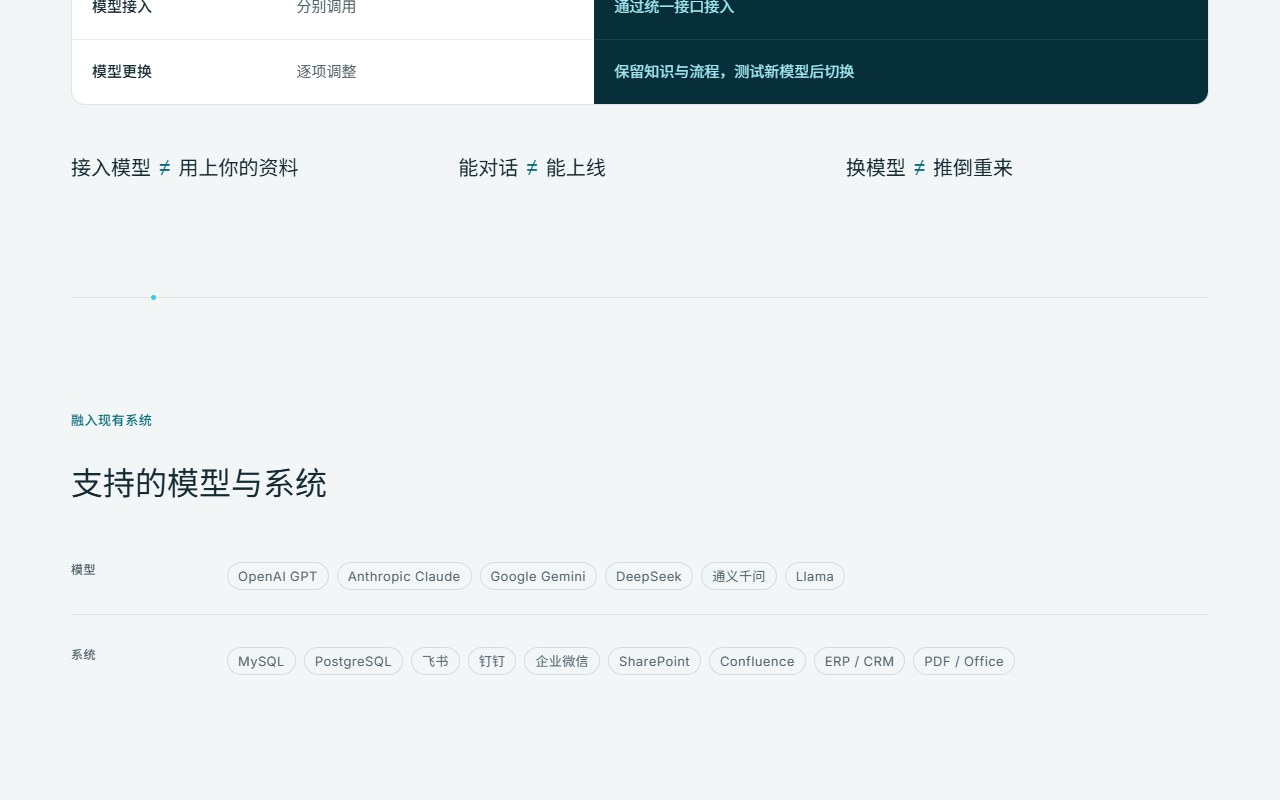 模型接入 分别调用 通过统一接口接入
模型更换 逐项调整 保留知识与流程，测试新模型后切换
接入模型 ≠ 用上你的资料 能对话 ≠ 能上线 换模型 ≠ 推倒重来
融入现有系统
支持的模型与系统
模型 OpenAI GPT Anthropic Claude Google Gemini DeepSeek 通义千问 Llama
系统 MySQL PostgreSQL 飞书 钉钉 企业微信 SharePoint Confluence ERP / CRM PDF / Office